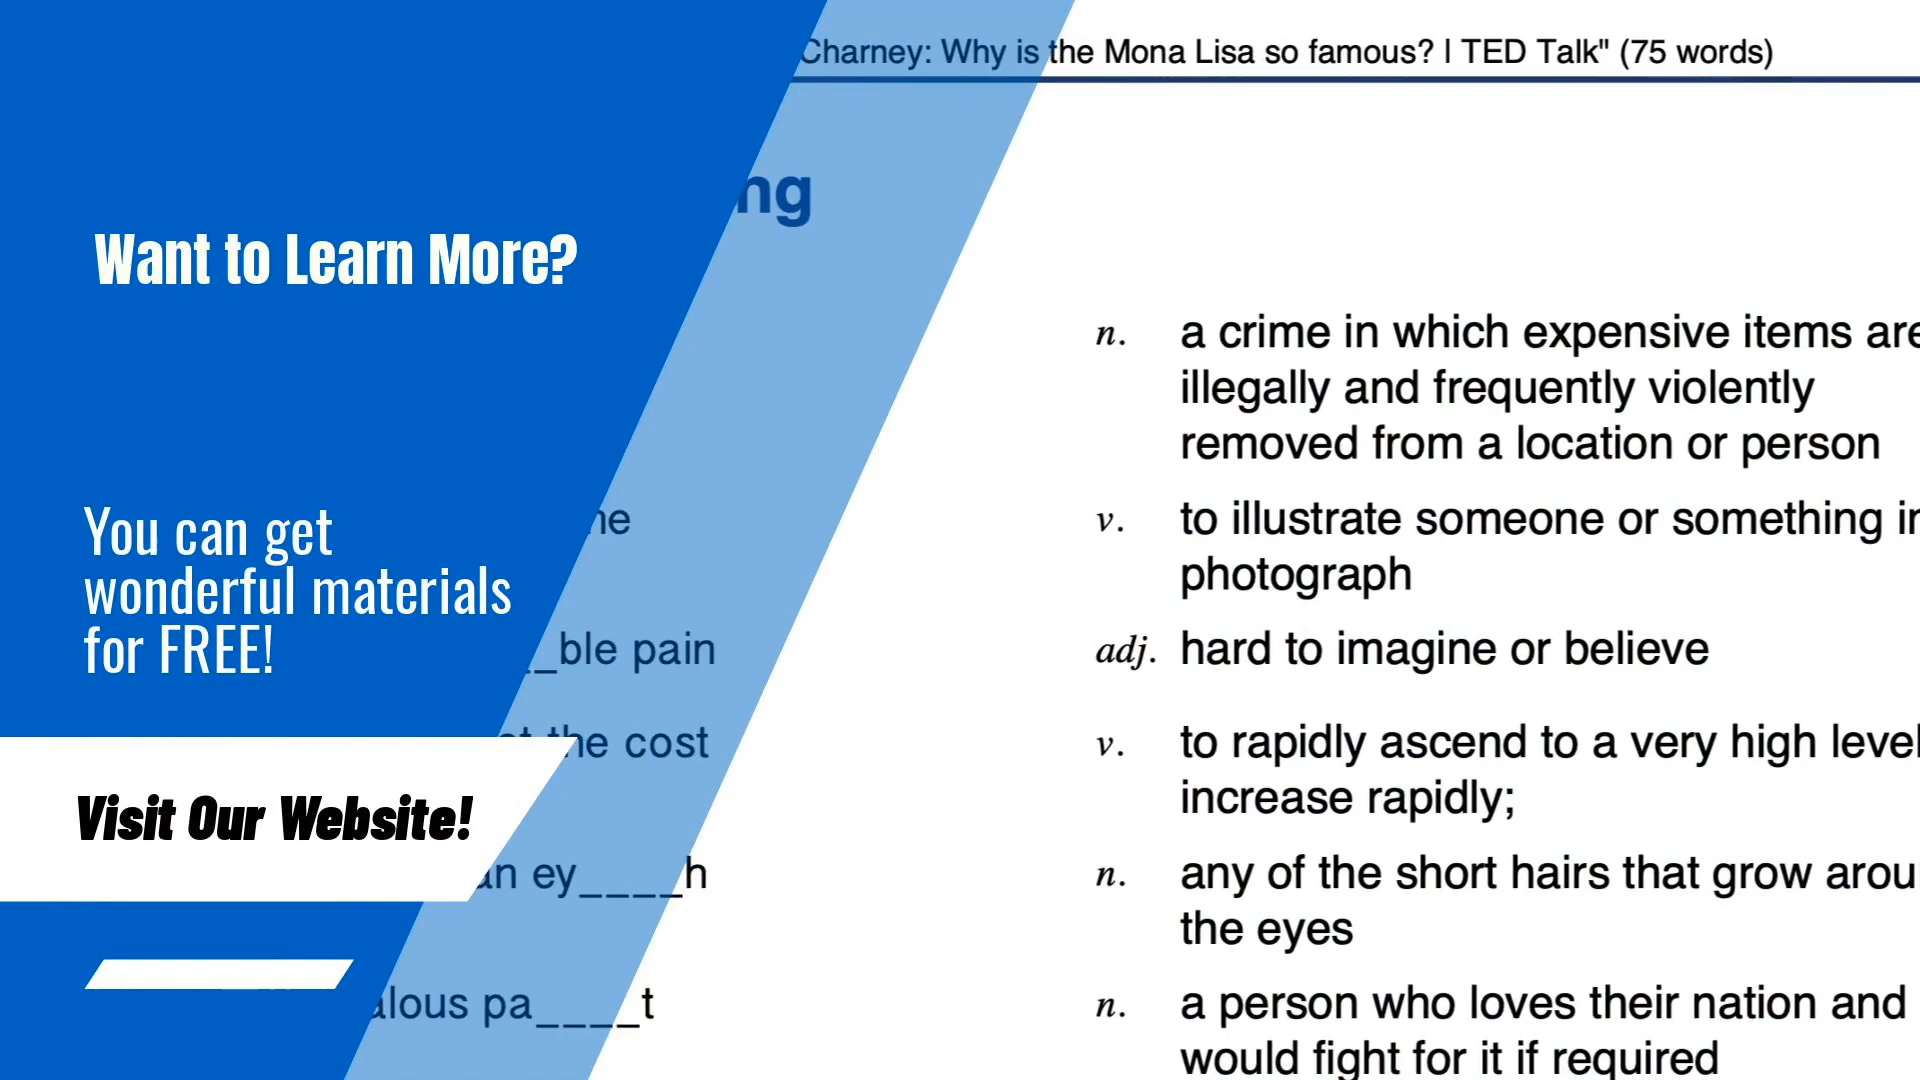 Charney: Why is the Mona Lisa so famous? | TED Talk" (75 words)
ng
Want to Learn More?
You can get
wonderful materials
for FREE!
Visit Our Website!
n. a crime in which expensive items are
illegally and frequently violently
removed from a location or person
ne v. to illustrate someone or something in
photograph
_ble pain adj. hard to imagine or believe
the cost v. to rapidly ascend to a very high level
increase rapidly;
an ey____h n. any of the short hairs that grow arou
the eyes
alous pa____t n. a person who loves their nation and
would fight for it if required